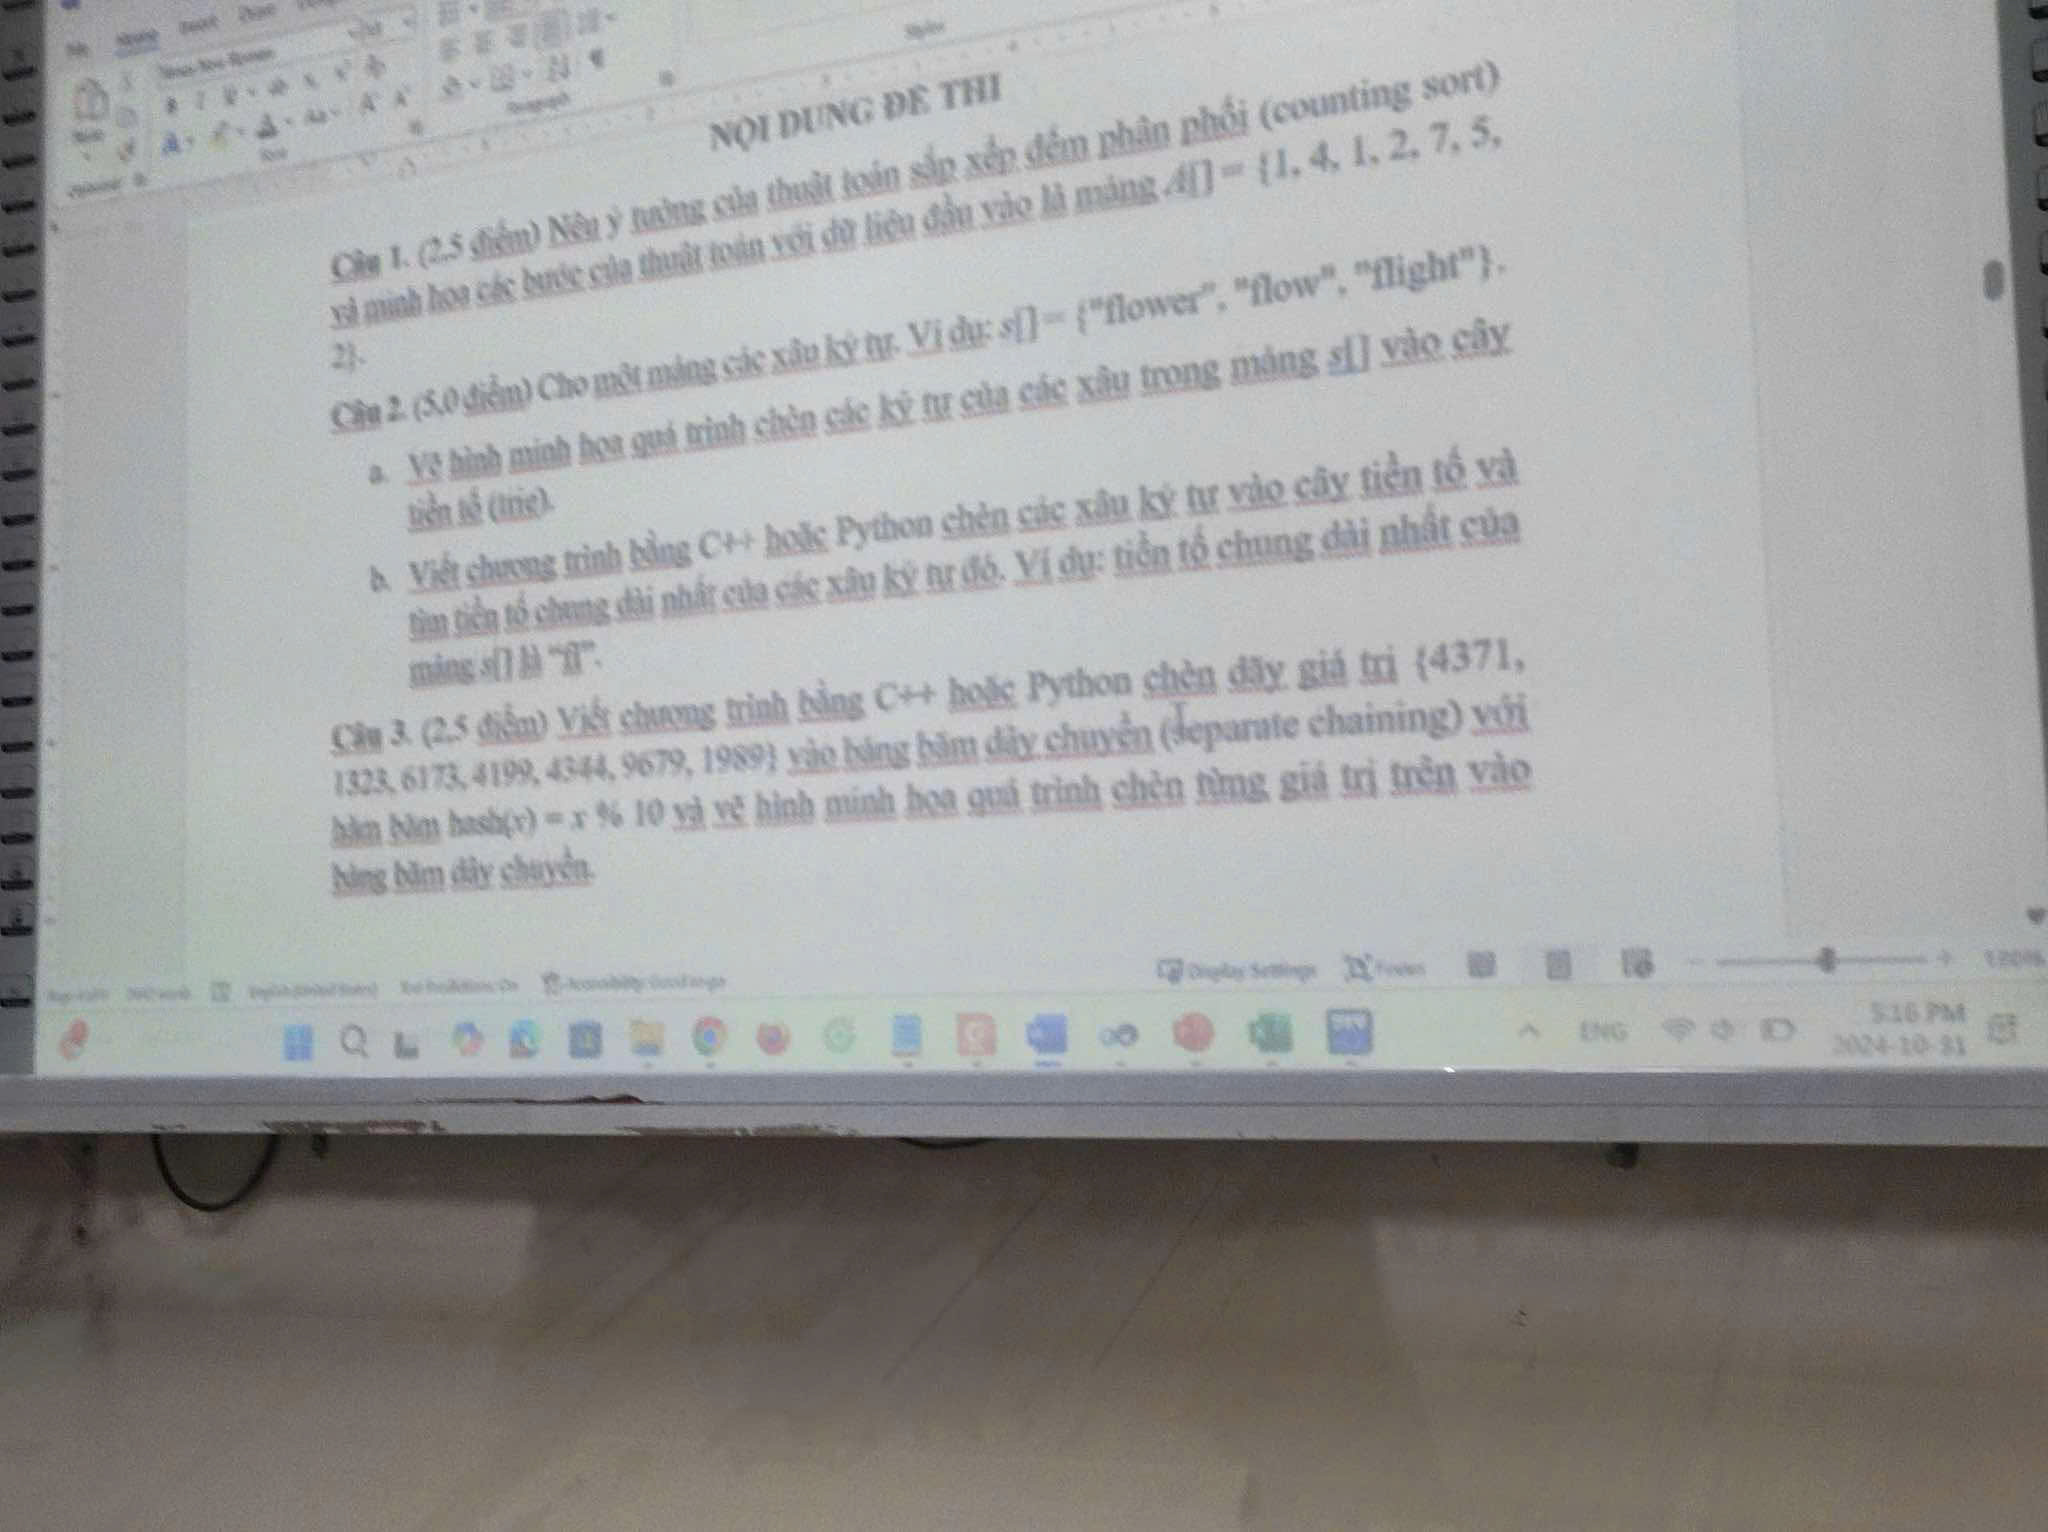 NỘI DUNG ĐỀ THI
Câu 1. (2.5 điểm) Nêu ý tưởng của thuật toán sắp xếp đếm phân phối (counting sort)
và minh họa các bước của thuật toán với dữ liệu đầu vào là mảng A[] = {1, 4, 1, 2, 7, 5,
2}.
Câu 2. (5.0 điểm) Cho một mảng các xâu ký tự. Ví dụ: s[] = {"flower", "flow", "flight"}.
a. Vẽ hình minh họa quá trình chèn các ký tự của các xâu trong mảng s[] vào cây
tiền tố (trie).
b. Viết chương trình bằng C++ hoặc Python chèn các xâu ký tự vào cây tiền tố và
tìm tiền tố chung dài nhất của các xâu ký tự đó. Ví dụ: tiền tố chung dài nhất của
mảng s[] là “fl”.
Câu 3. (2.5 điểm) Viết chương trình bằng C++ hoặc Python chèn dãy giá trị {4371,
1323, 6173, 4199, 4344, 9679, 1989} vào bảng băm dây chuyền (separate chaining) với
hàm băm hash(x) = x % 10 và vẽ hình minh họa quá trình chèn từng giá trị trên vào
bảng băm dây chuyền.
Display Settings
Focus
ENG
5:16 PM
2024-10-31